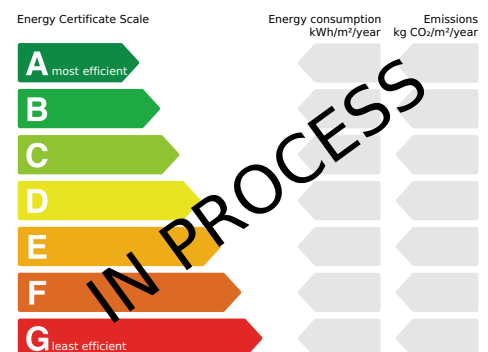 Energy Certificate Scale
Energy consumption
kWh/m²/year
Emissions
kg CO₂/m²/year
A most efficient
B
C
D
E
F
G least efficient
IN PROCESS